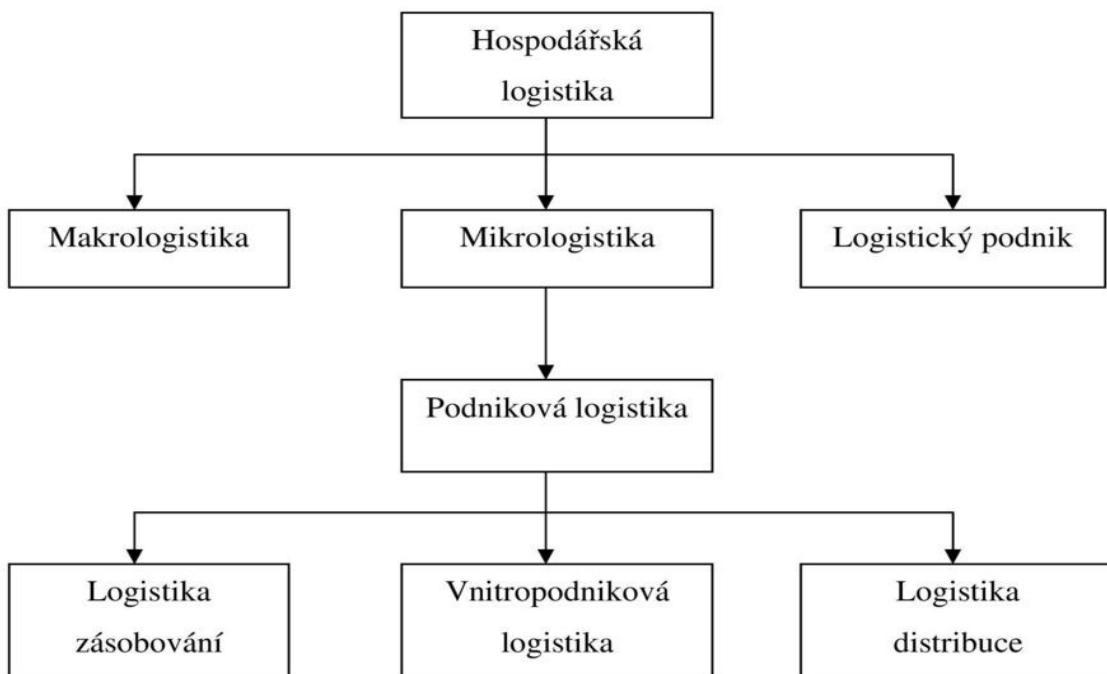 Hospodářská
logistika
Makrologistika
Mikrologistika
Logistický podnik
Podniková logistika
Logistika
zásobování
Vnitropodniková
logistika
Logistika
distribuce